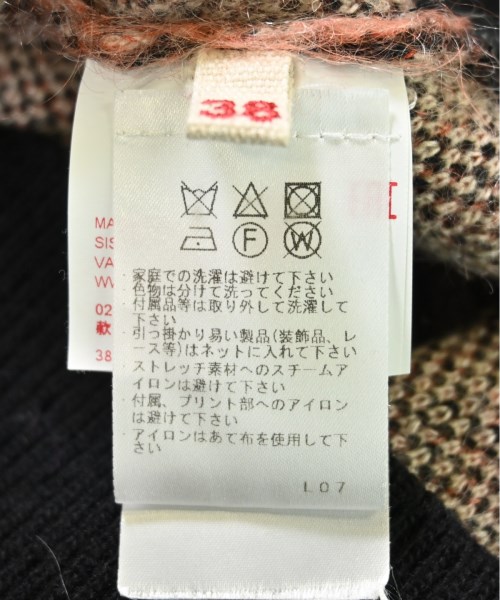 38
F
W
MA
SIS
VA
02
軟
38
・家庭での洗濯は避けて下さい
・色物は分けて洗ってください
・付属品等は取り外して洗濯して
下さい
・引っ掛かり易い製品(装飾品、レ
ース等)はネットに入れて下さい
・ストレッチ素材へのスチームア
イロンは避けて下さい
・付属、プリント部へのアイロン
は避けて下さい
・アイロンはあて布を使用して下
さい
L07